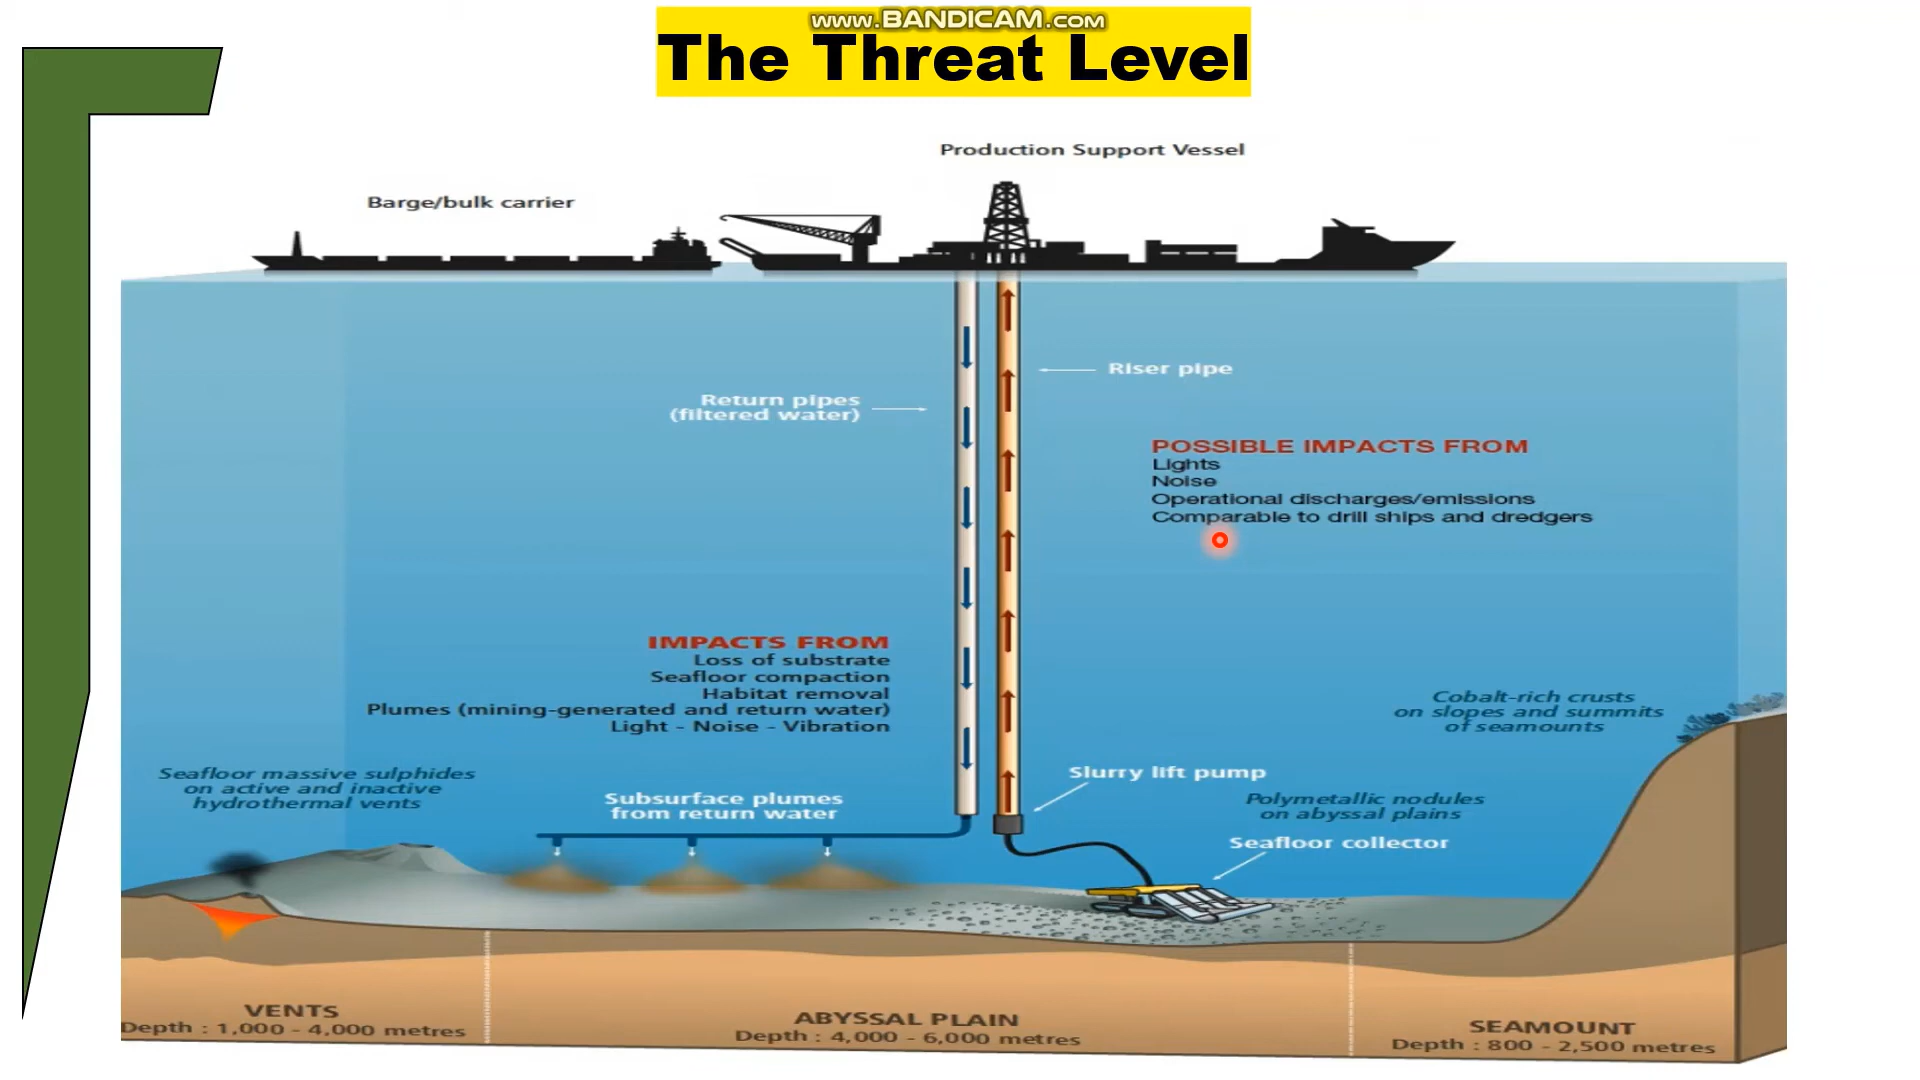 www.BANDICAM.com
The Threat Level
Production Support Vessel
Barge/bulk carrier
Riser pipe
Return pipes
(filtered water)
POSSIBLE IMPACTS FROM
Lights
Noise
Operational discharges/emissions
Comparable to drill ships and dredgers
IMPACTS FROM
Loss of substrate
Seafloor compaction
Habitat removal
Plumes (mining-generated and return water)
Light - Noise - Vibration
Cobalt-rich crusts
on slopes and summits
of seamounts
Seafloor massive sulphides
on active and inactive
hydrothermal vents
Subsurface plumes
from return water
Slurry lift pump
Polymetallic nodules
on abyssal plains
Seafloor collector
VENTS
Depth : 1,000 - 4,000 metres
ABYSSAL PLAIN
Depth : 4,000 - 6,000 metres
SEAMOUNT
Depth : 800 - 2,500 metres